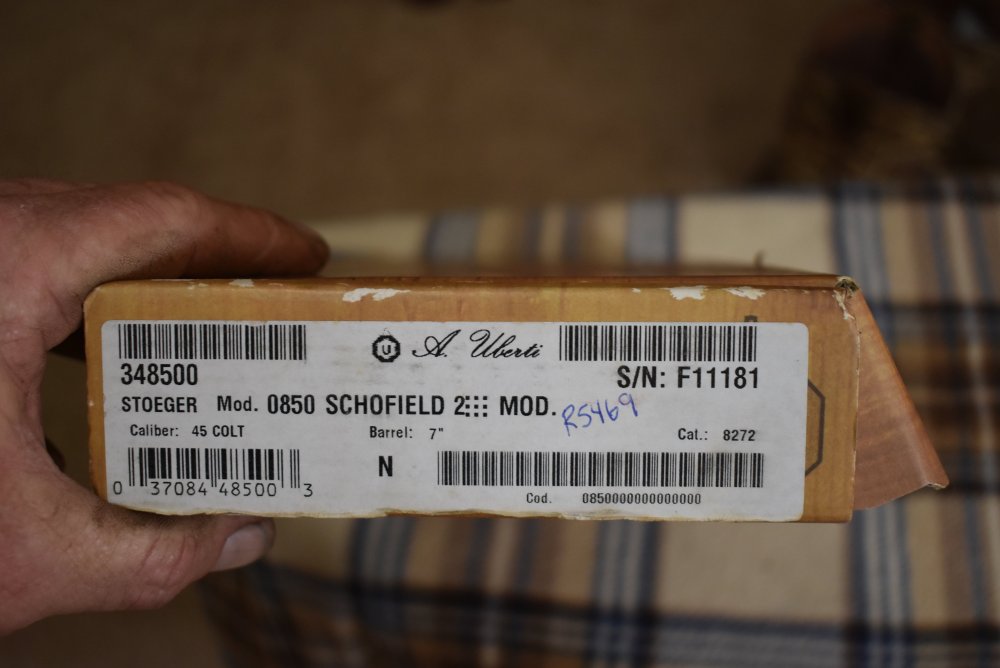 U A. Uberti
348500 S/N: F11181
STOEGER Mod. 0850 SCHOFIELD 2 MOD. R5469
Caliber: 45 COLT Barrel: 7" Cat.: 8272
N
0 37084 48500 3
Cod. 0850000000000000